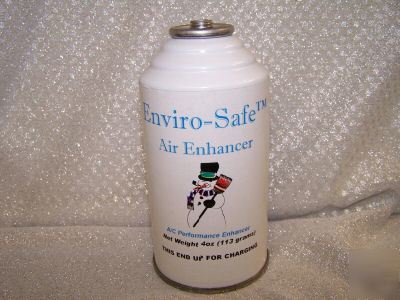 Enviro-Safe™
Air Enhancer
A/C Performance Enhancer
Net Weight 4oz (113 grams)
THIS END UP FOR CHARGING